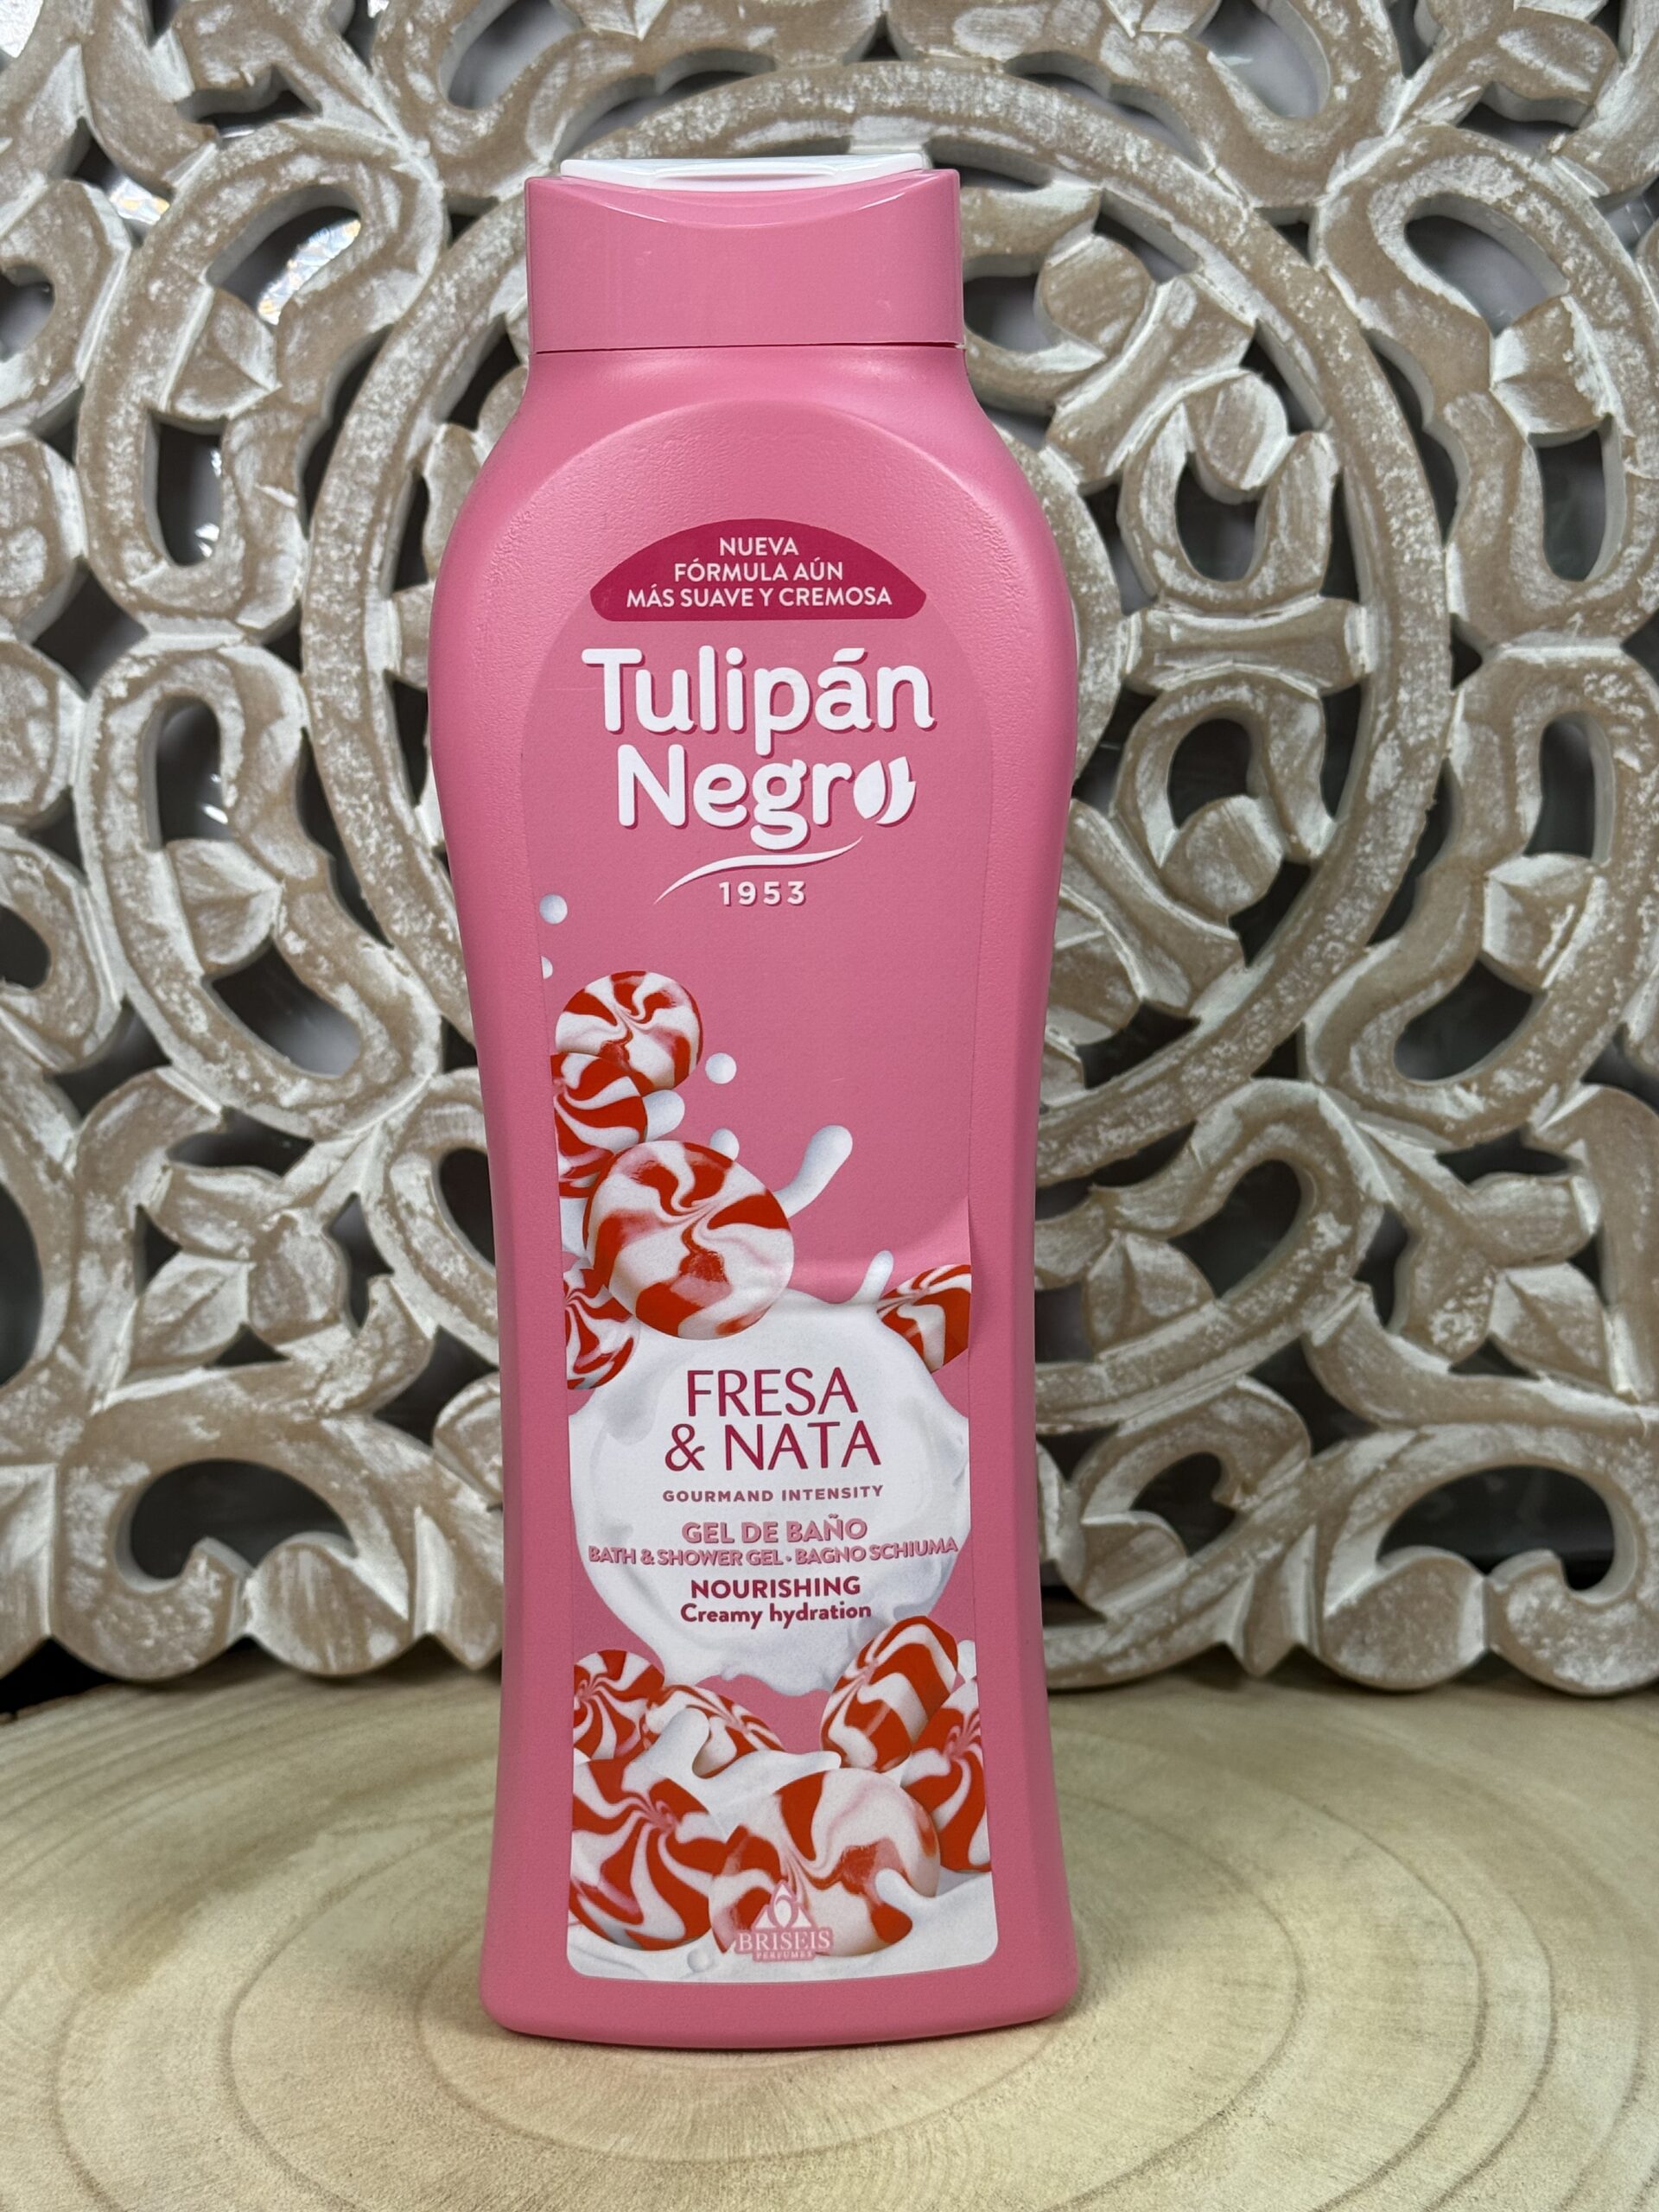 NUEVA
FÓRMULA AÚN
MÁS SUAVE Y CREMOSA
Tulipán
Negro
1953
FRESA
& NATA
GOURMAND INTENSITY
GEL DE BAÑO
BATH & SHOWER GEL · BAGNO SCHIUMA
NOURISHING
Creamy hydration
BRISEIS
PERFUMES